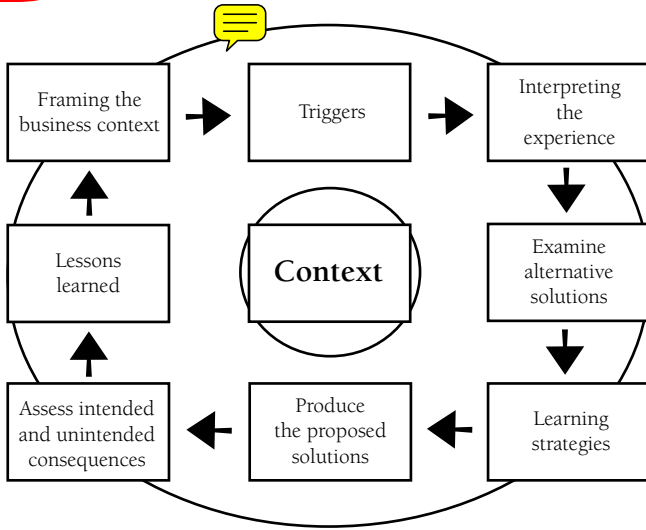 Framing the
business context
Triggers
Interpreting
the
experience
Lessons
learned
Context
Examine
alternative
solutions
Assess intended
and unintended
consequences
Produce
the proposed
solutions
Learning
strategies